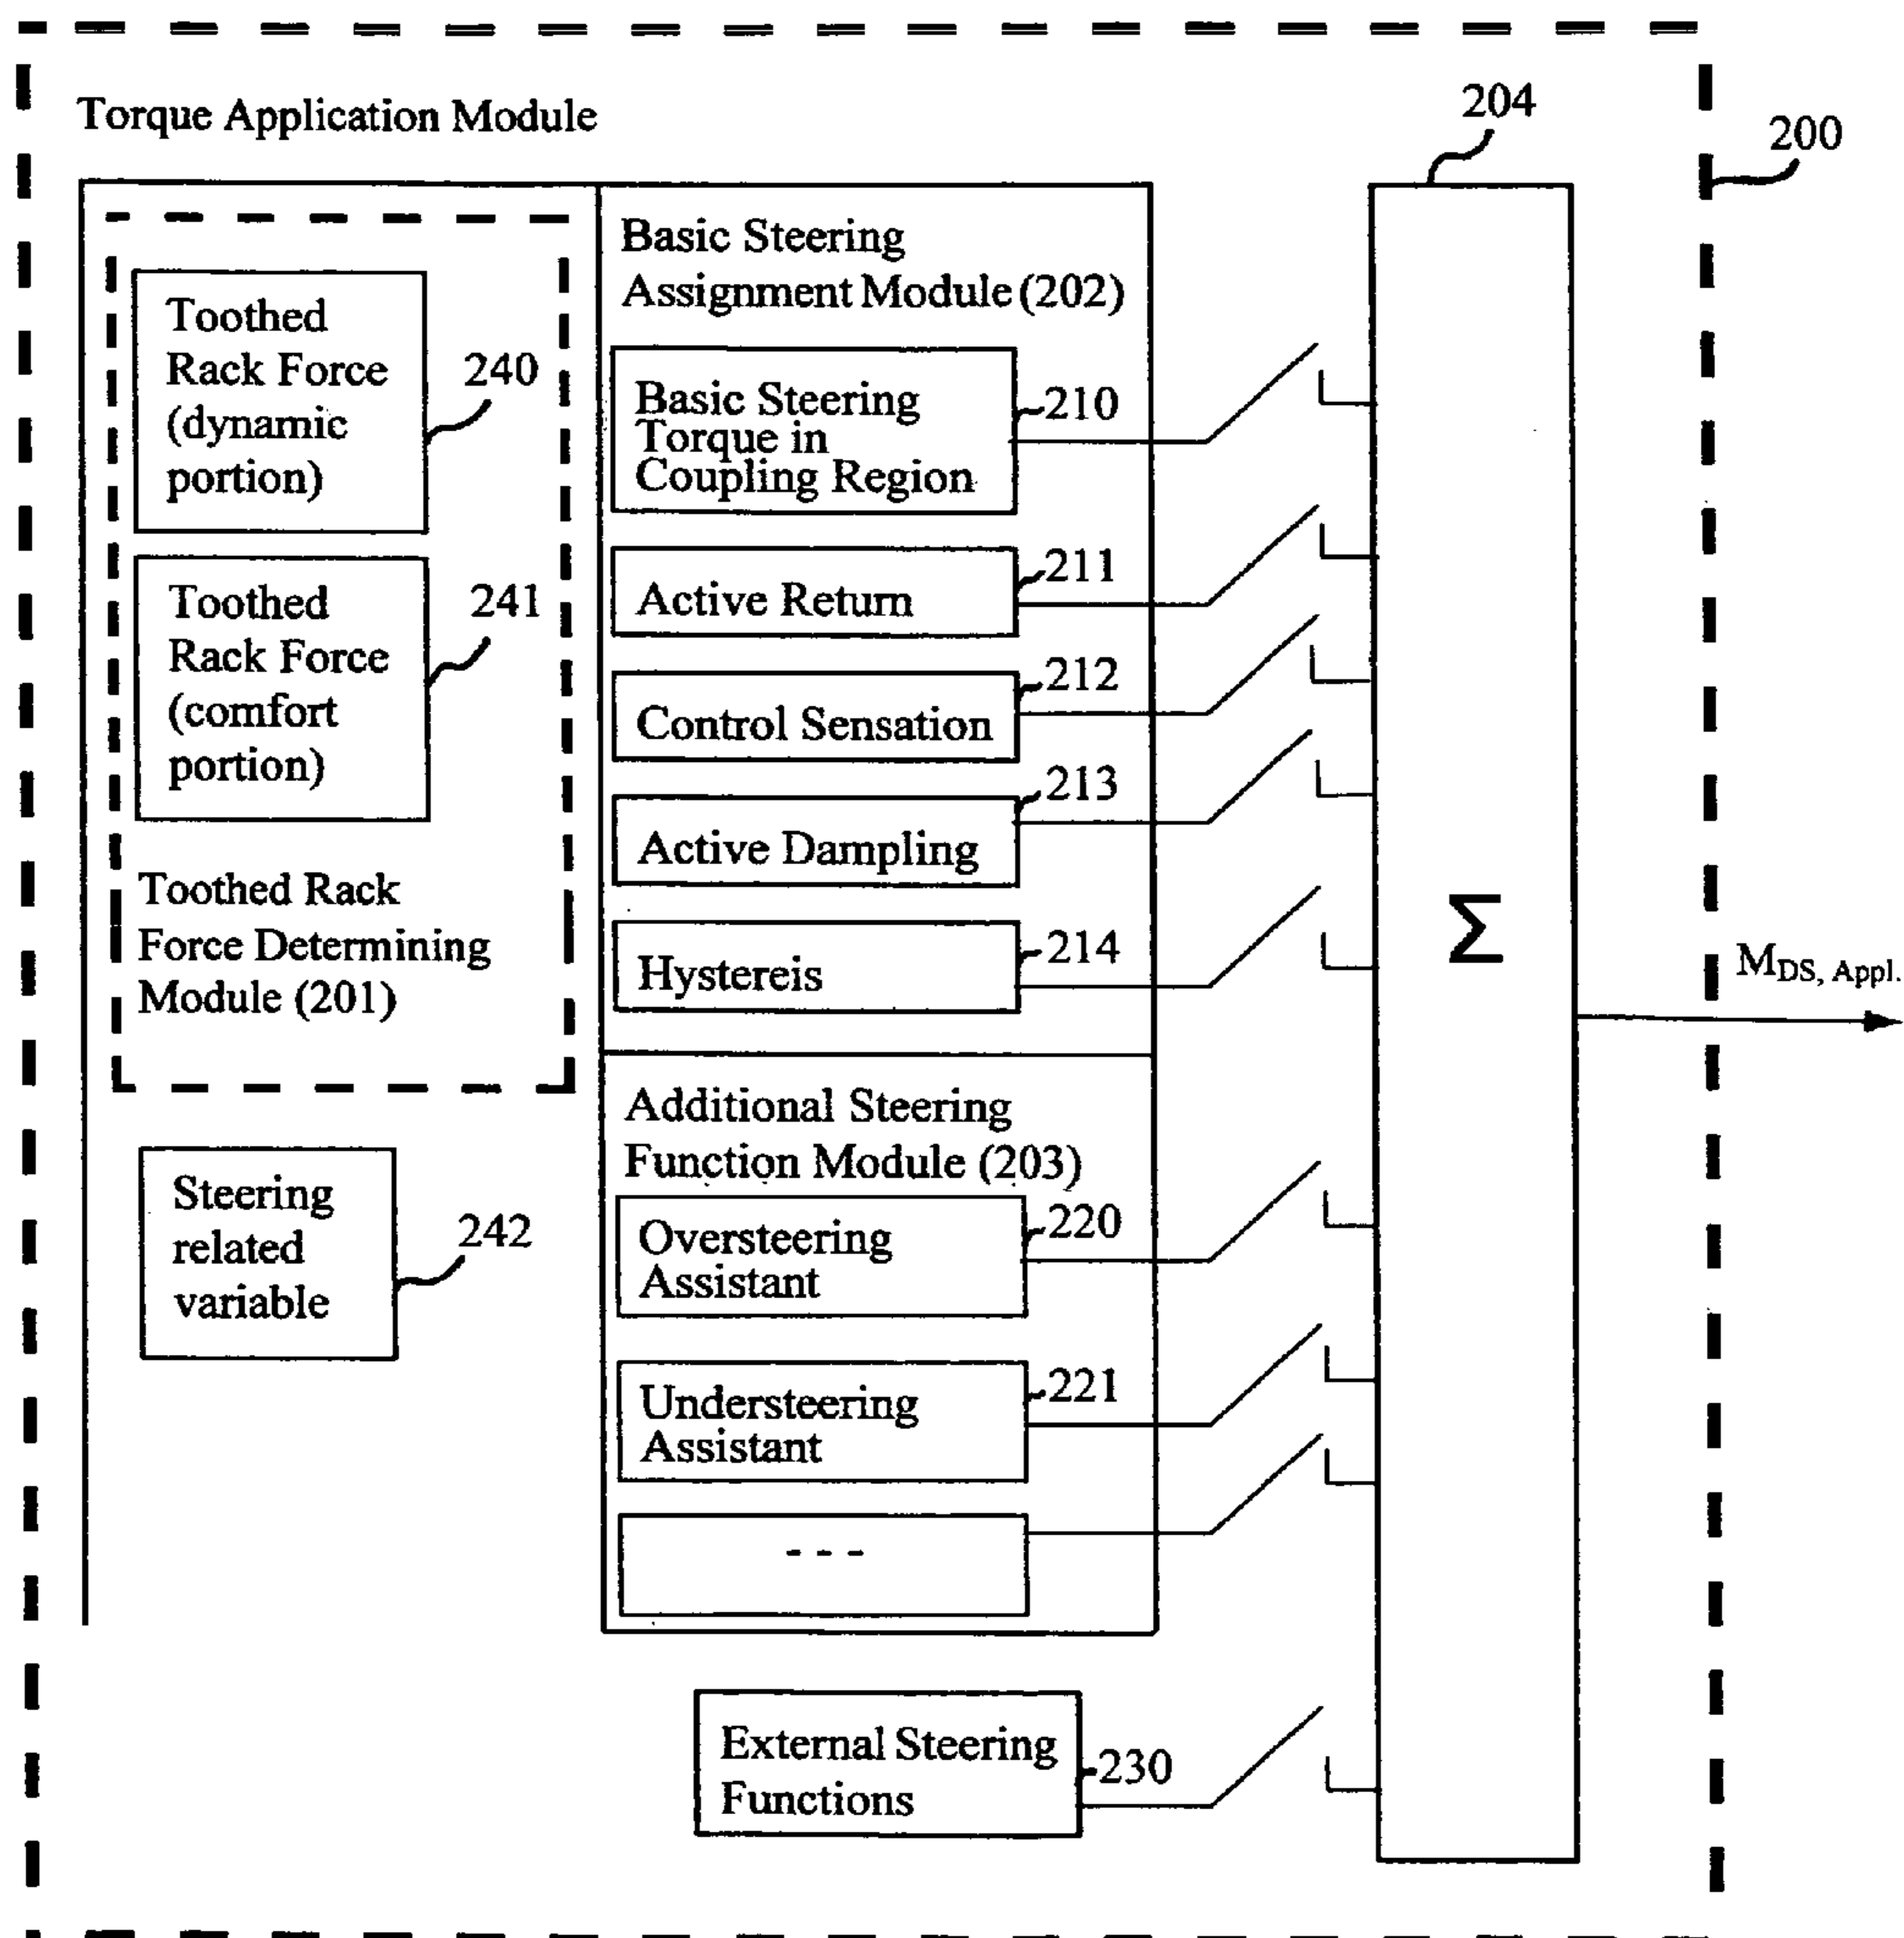 Torque Application Module
204
200
Toothed
Rack Force
(dynamic
portion)
240
Toothed
Rack Force
(comfort
portion)
241
Toothed Rack
Force Determining
Module (201)
Steering
related
variable
242
Basic Steering
Assignment Module (202)
Basic Steering
Torque in
Coupling Region
210
Active Return
211
Control Sensation
212
Active Dampling
213
Hystereis
214
Additional Steering
Function Module (203)
Oversteering
Assistant
220
Understeering
Assistant
221
---
External Steering
Functions
230
Σ
MDS, Appl.